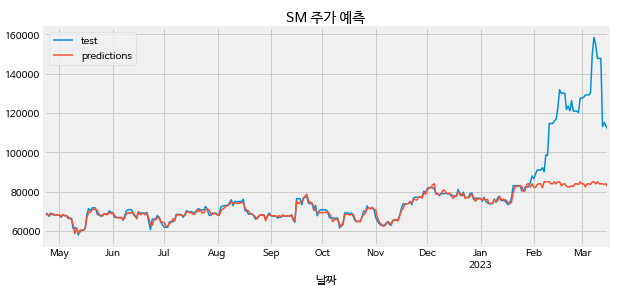 SM 주가 예측
test
predictions
160000
140000
120000
100000
80000
60000
May Jun Jul Aug Sep Oct Nov Dec Jan Feb Mar
2023
날짜